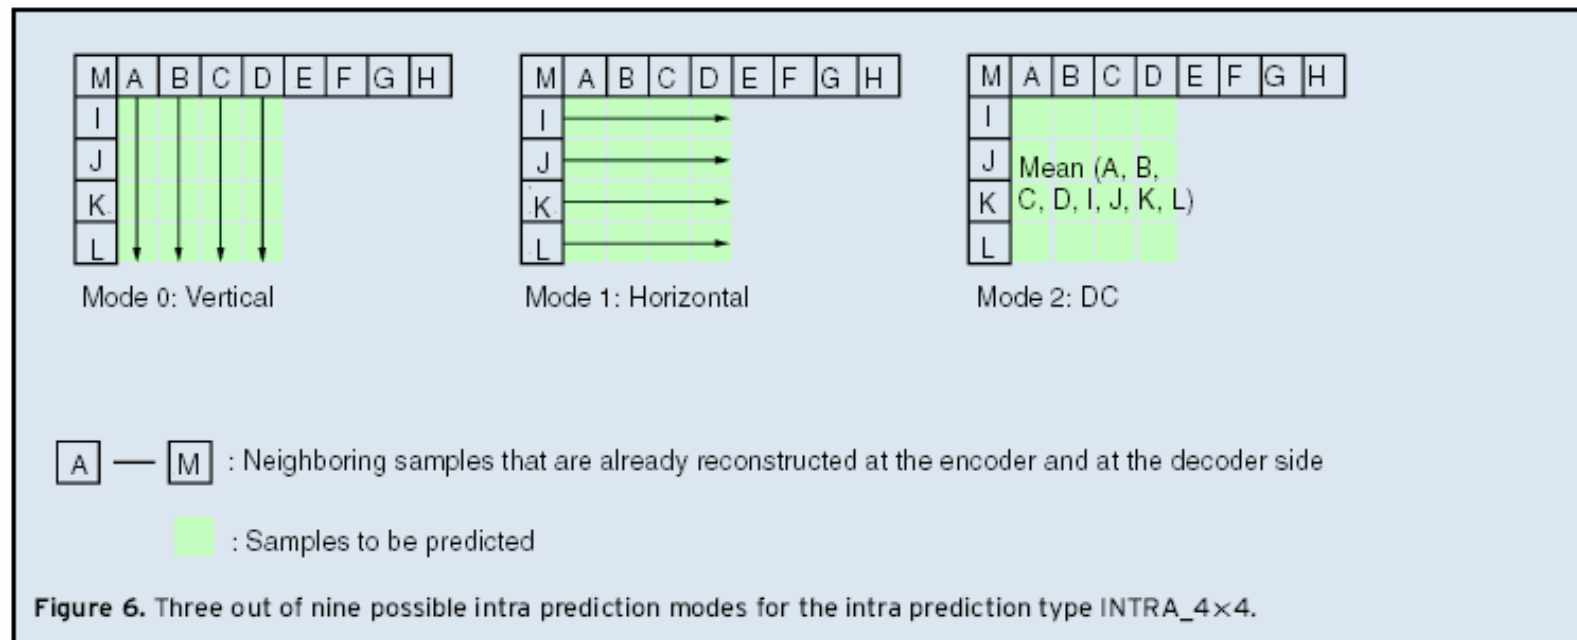 M A B C D E F G H
I
J
K
L
Mode 0: Vertical
M A B C D E F G H
I
J
K
L
Mode 1: Horizontal
M A B C D E F G H
I
J Mean (A, B,
K C, D, I, J, K, L)
L
Mode 2: DC
A — M : Neighboring samples that are already reconstructed at the encoder and at the decoder side
: Samples to be predicted
Figure 6. Three out of nine possible intra prediction modes for the intra prediction type INTRA_4×4.